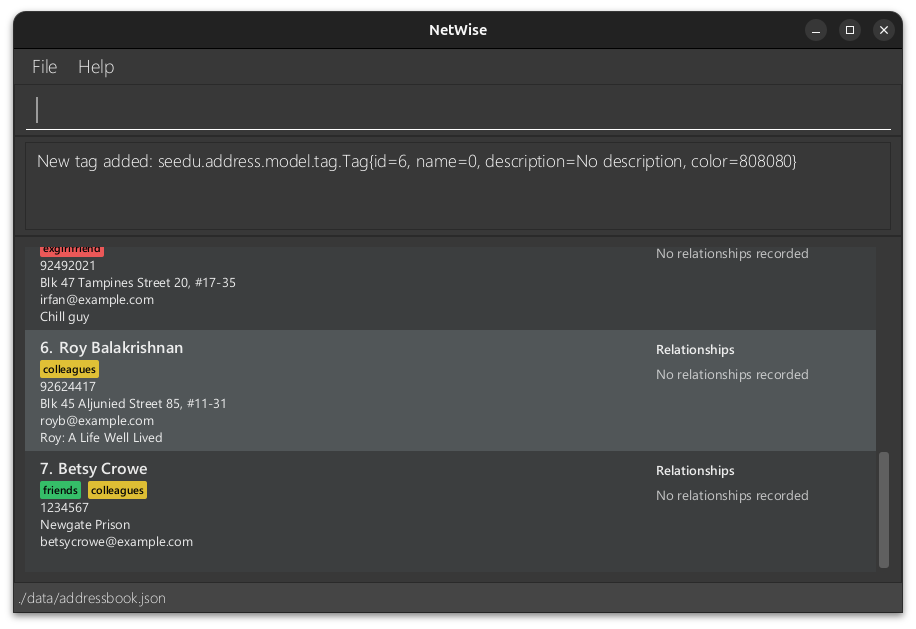 NetWise
File Help
New tag added: seedu.address.model.tag.Tag{id=6, name=0, description=No description, color=808080}
exgirlfriend
No relationships recorded
92492021
Blk 47 Tampines Street 20, #17-35
irfan@example.com
Chill guy
6. Roy Balakrishnan
Relationships
colleagues
No relationships recorded
92624417
Blk 45 Aljunied Street 85, #11-31
royb@example.com
Roy: A Life Well Lived
7. Betsy Crowe
Relationships
friends colleagues
No relationships recorded
1234567
Newgate Prison
betsycrowe@example.com
./data/addressbook.json